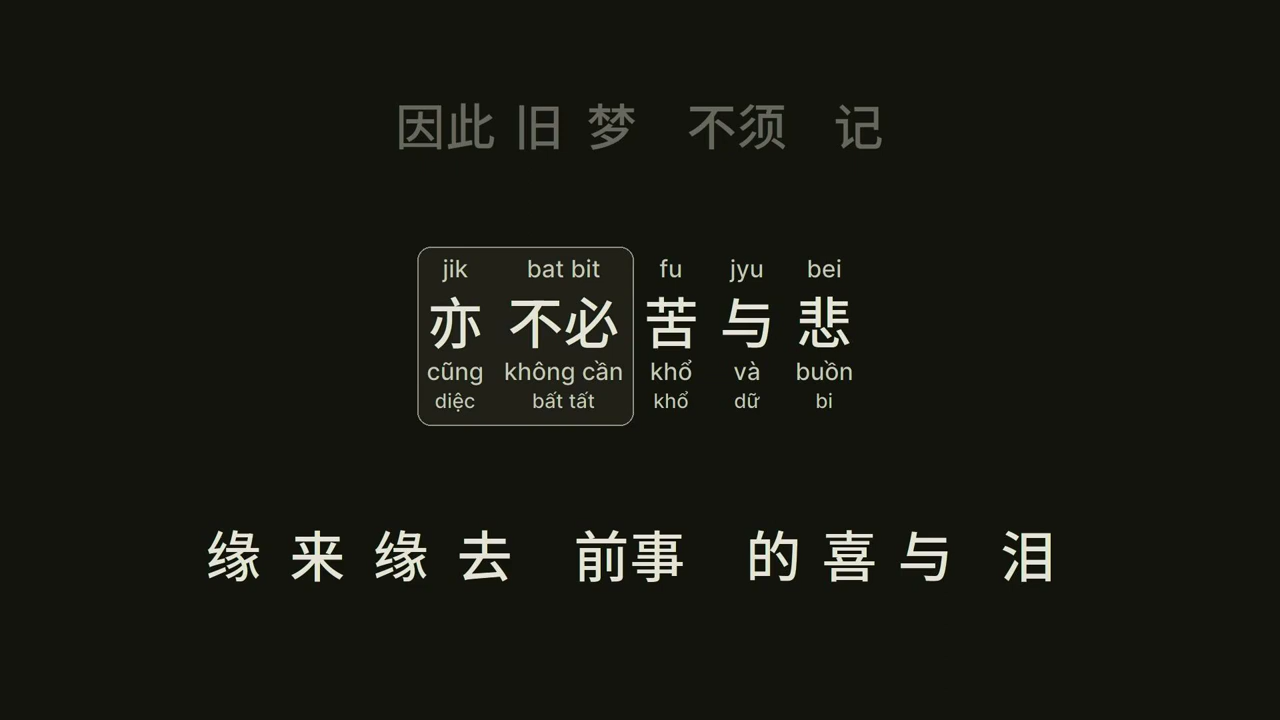 因此 旧 梦 不须 记
jik bat bit fu jyu bei
亦 不必 苦 与 悲
cũng không cần khổ và buồn
diệc bất tất khổ dữ bi
缘 来 缘 去 前事 的 喜 与 泪